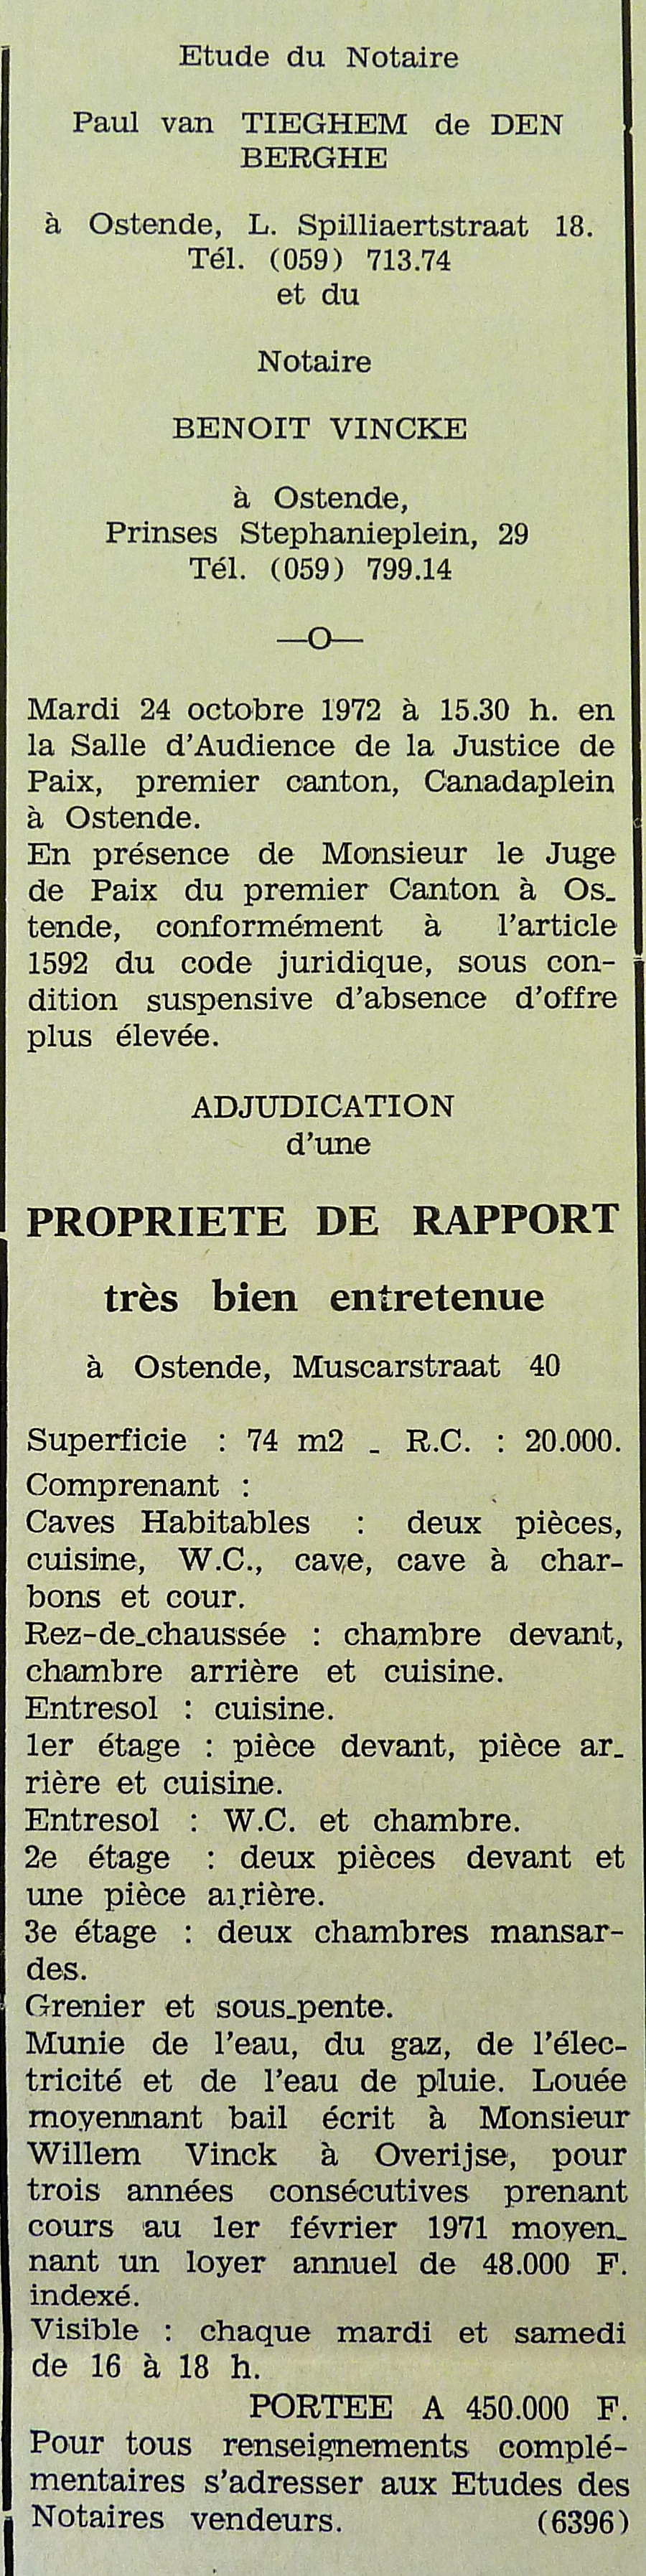 Etude du Notaire
Paul van TIEGHEM de DEN
BERGHE
à Ostende, L. Spilliaertstraat 18.
Tél. (059) 713.74
et du
Notaire
BENOIT VINCKE
à Ostende,
Prinses Stephanieplein, 29
Tél. (059) 799.14
—O—
Mardi 24 octobre 1972 à 15.30 h. en
la Salle d'Audience de la Justice de
Paix, premier canton, Canadaplein
à Ostende.
En présence de Monsieur le Juge
de Paix du premier Canton à Os_
tende, conformément à l'article
1592 du code juridique, sous con-
dition suspensive d'absence d'offre
plus élevée.
ADJUDICATION
d'une
PROPRIETE DE RAPPORT
très bien entretenue
à Ostende, Muscarstraat 40
Superficie : 74 m2 _ R.C. : 20.000.
Comprenant :
Caves Habitables : deux pièces,
cuisine, W.C., cave, cave à char-
bons et cour.
Rez-de_chaussée : chambre devant,
chambre arrière et cuisine.
Entresol : cuisine.
1er étage : pièce devant, pièce ar_
rière et cuisine.
Entresol : W.C. et chambre.
2e étage : deux pièces devant et
une pièce arrière.
3e étage : deux chambres mansar-
des.
Grenier et sous_pente.
Munie de l'eau, du gaz, de l'élec-
tricité et de l'eau de pluie. Louée
moyennant bail écrit à Monsieur
Willem Vinck à Overijse, pour
trois années consécutives prenant
cours au 1er février 1971 moyen_
nant un loyer annuel de 48.000 F.
indexé.
Visible : chaque mardi et samedi
de 16 à 18 h.
PORTEE A 450.000 F.
Pour tous renseignements complé-
mentaires s'adresser aux Etudes des
Notaires vendeurs. (6396)